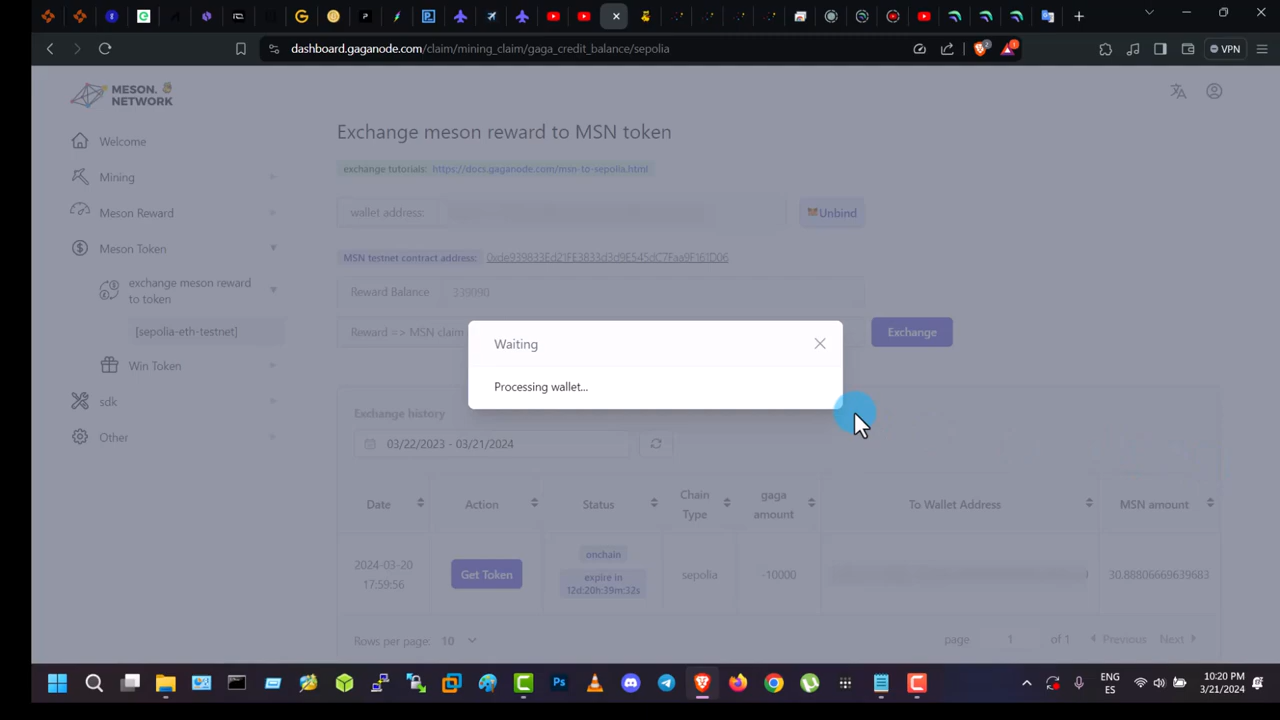 dashboard.gaganode.com/claim/mining_claim/gaga_credit_balance/sepolia
2
1
VPN
MESON.
NETWORK
Welcome
Mining
Meson Reward
Meson Token
exchange meson reward
to token
[sepolia-eth-testnet]
Win Token
sdk
Other
Exchange meson reward to MSN token
exchange tutorials: https://docs.gaganode.com/msn-to-sepolia.html
wallet address:
Unbind
MSN testnet contract address:
Reward Balance 339090
Reward => MSN claim
Exchange
Waiting
Processing wallet...
Exchange history
03/22/2023 - 03/21/2024
Date Action Status Chain Type gaga amount To Wallet Address MSN amount
2024-03-20
17:59:56
Get Token
onchain
expire in
12d:20h:39m:32s
sepolia
-10000
30.88806669639683
Rows per page: 10
page 1 of 1 Previous Next
ENG
ES
10:20 PM
3/21/2024